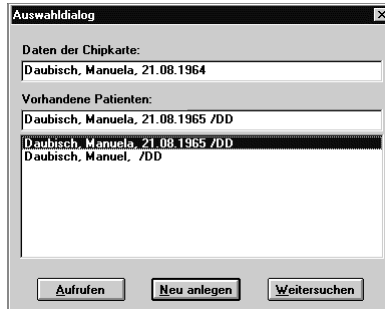 Auswahldialog
Daten der Chipkarte:
Daubisch, Manuela, 21.08.1964
Vorhandene Patienten:
Daubisch, Manuela, 21.08.1965 /DD
Daubisch, Manuela, 21.08.1965 /DD
Daubisch, Manuel, /DD
Aufrufen Neu anlegen Weitersuchen